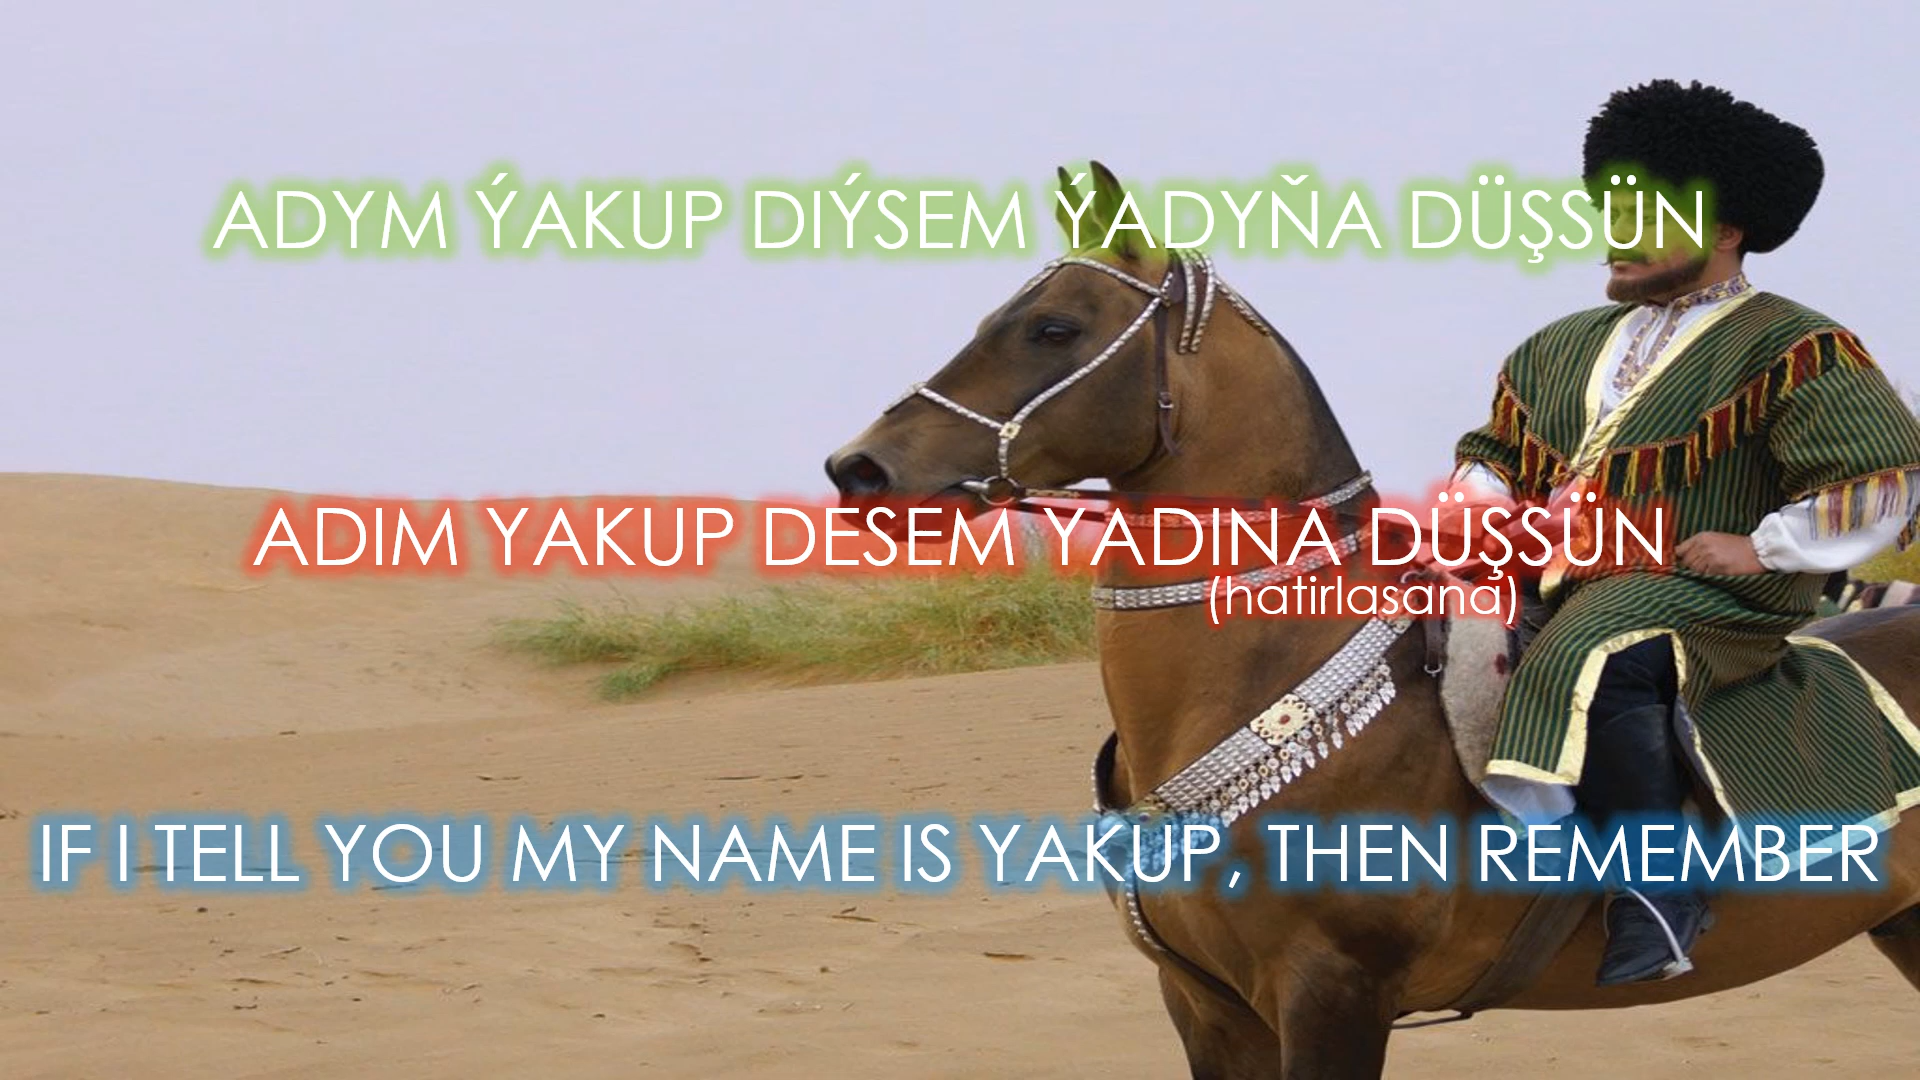 ADYM ÝAKUP DIÝSEM ÝADYŇA DÜŞSÜN
ADIM YAKUP DESEM YADINA DÜŞSÜN
(hatirlasana)
IF I TELL YOU MY NAME IS YAKUP, THEN REMEMBER